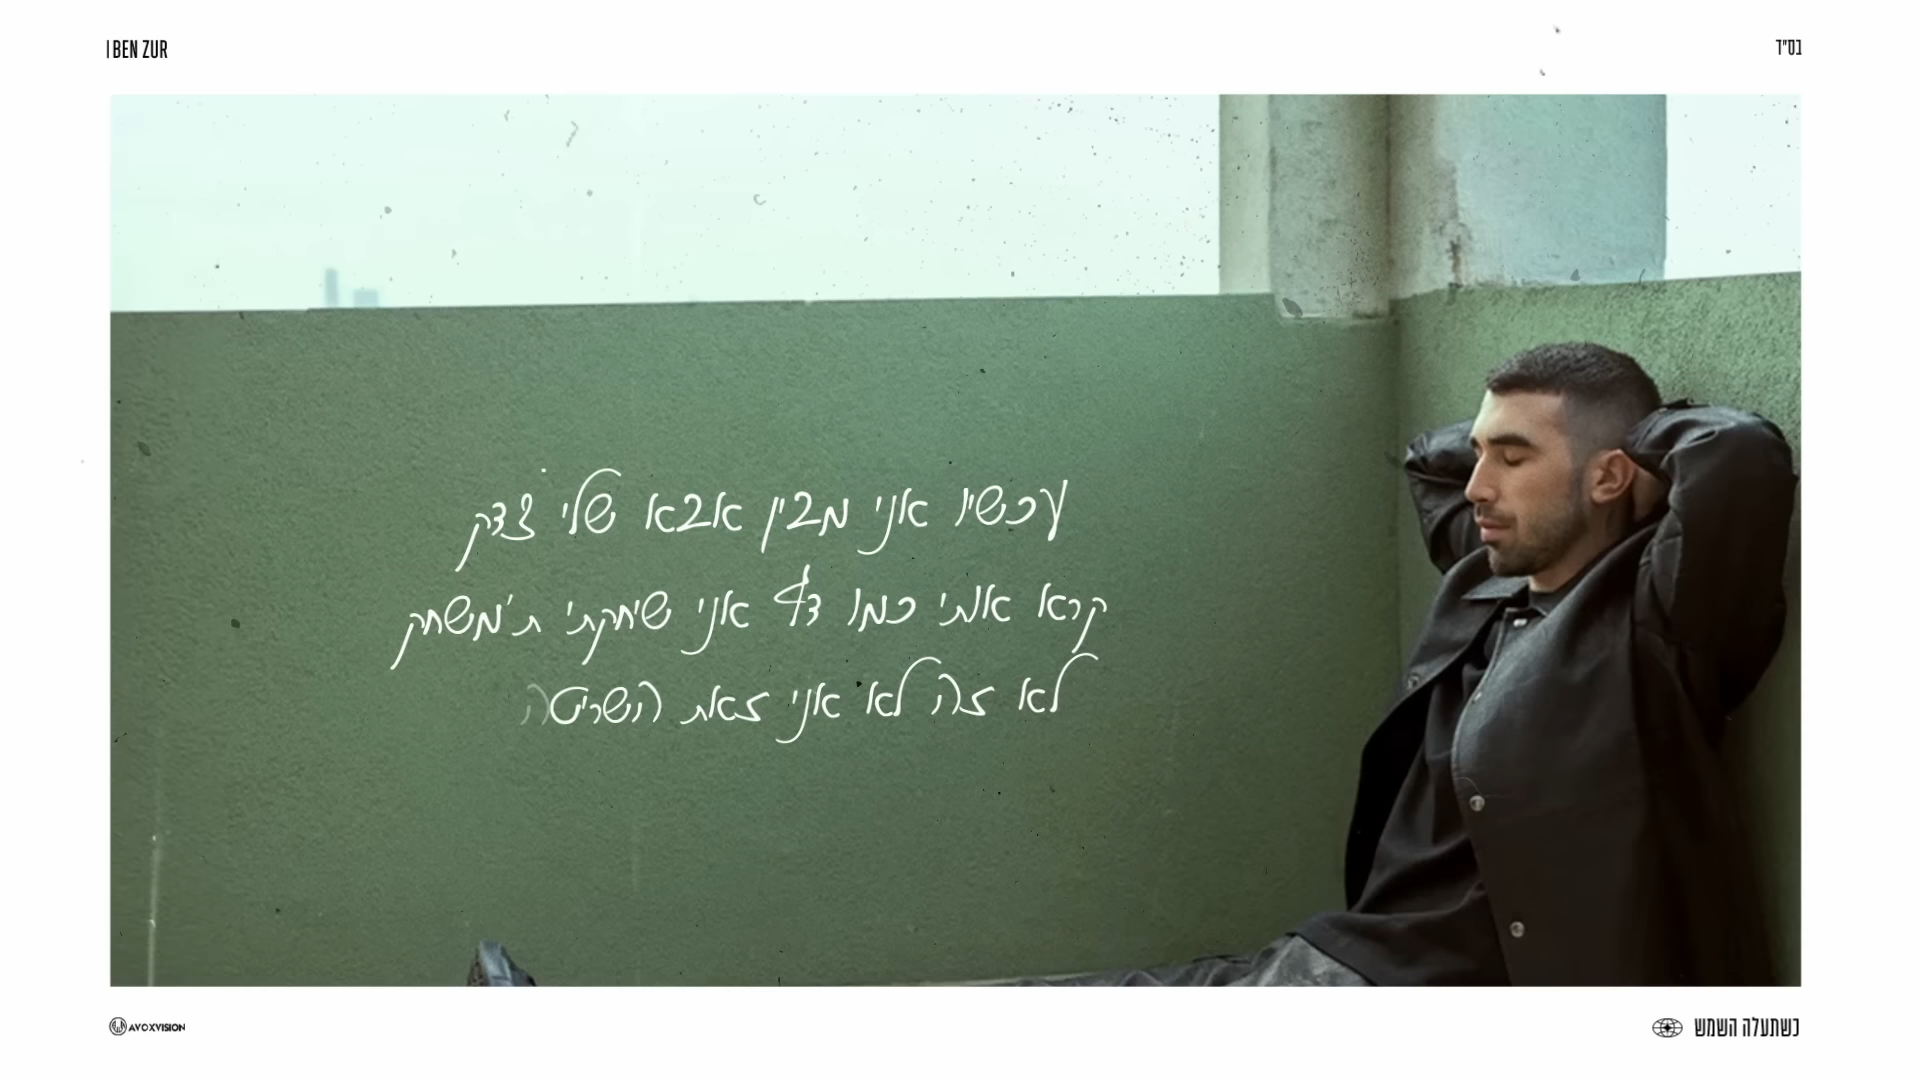 BEN ZUR
בס"ד
עכשיו אני מבין אבא שלי צדק
קרא אותי כמו דף אני שיחקתי ת'משחק
לא זה לא אני זאת השריטה
AVOXVISION
כשתעלה השמש